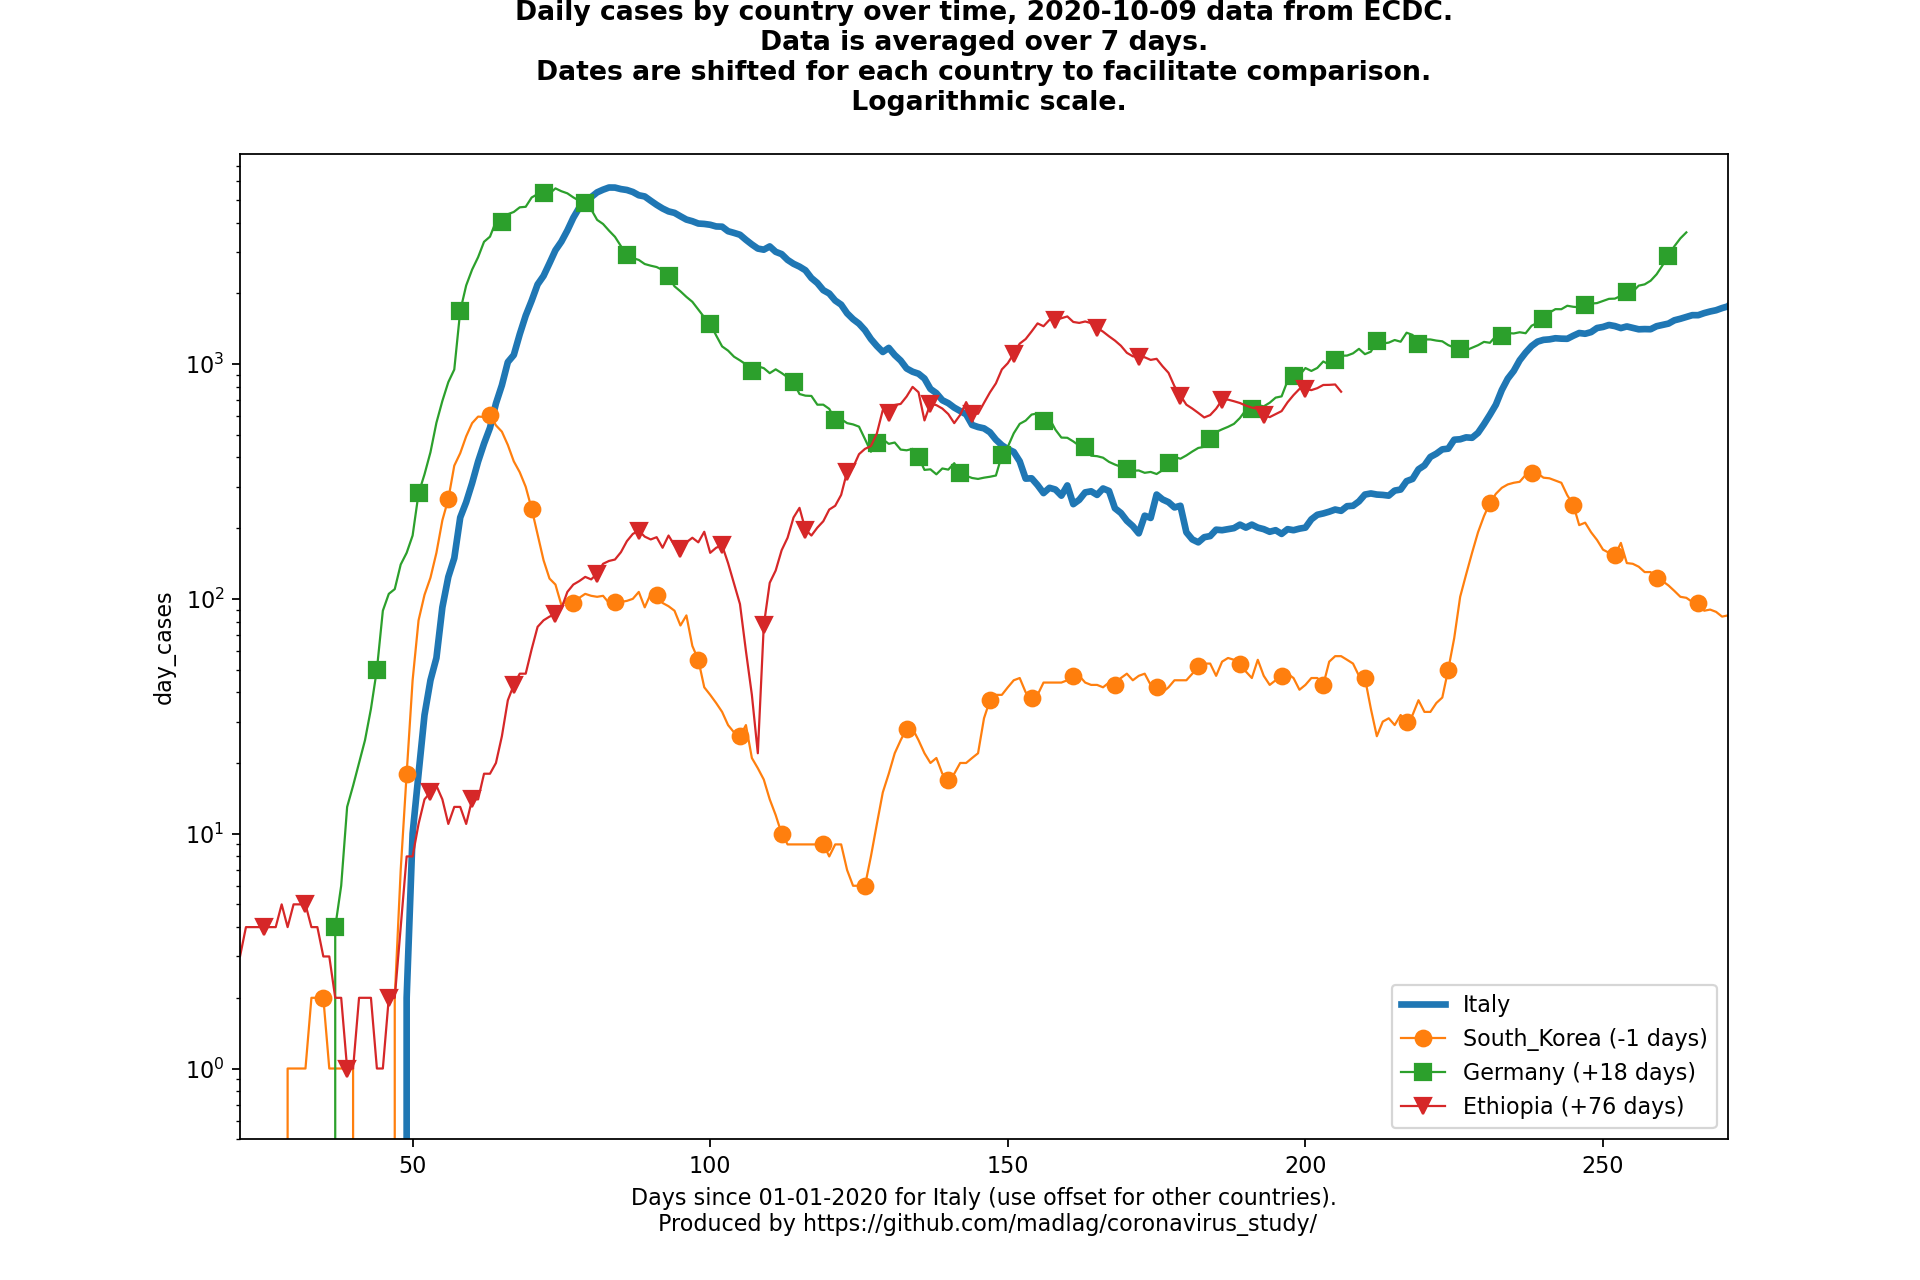 Daily cases by country over time, 2020-10-09 data from ECDC.
Data is averaged over 7 days.
Dates are shifted for each country to facilitate comparison.
Logarithmic scale.
10³
10²
10¹
10⁰
day_cases
Italy
South_Korea (-1 days)
Germany (+18 days)
Ethiopia (+76 days)
50 100 150 200 250
Days since 01-01-2020 for Italy (use offset for other countries).
Produced by https://github.com/madlag/coronavirus_study/